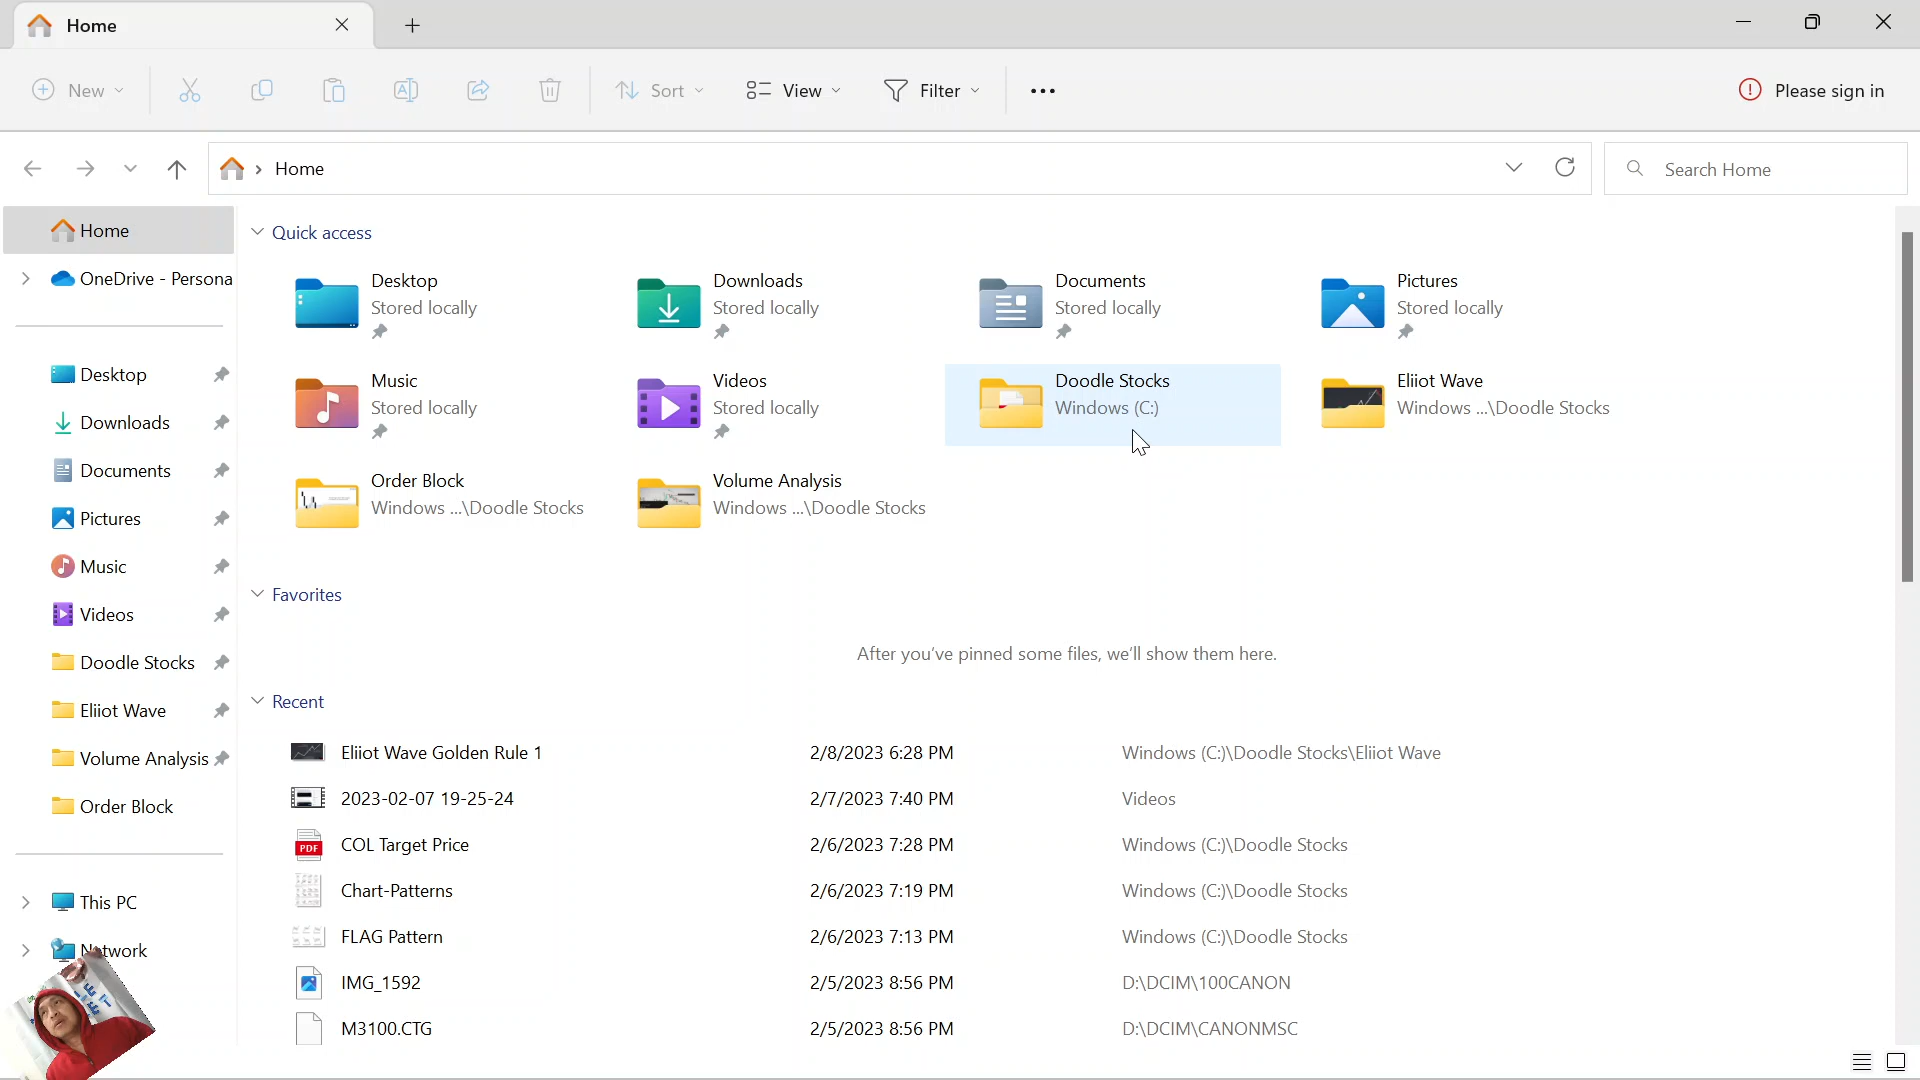 Home
New
Sort
View
Filter
Please sign in
Home
Search Home
Home
OneDrive - Persona
Desktop
Downloads
Documents
Pictures
Music
Videos
Doodle Stocks
Eliiot Wave
Volume Analysis
Order Block
This PC
Network
Quick access
Desktop
Stored locally
Downloads
Stored locally
Documents
Stored locally
Pictures
Stored locally
Music
Stored locally
Videos
Stored locally
Doodle Stocks
Windows (C:)
Eliiot Wave
Windows ...\Doodle Stocks
Order Block
Windows ...\Doodle Stocks
Volume Analysis
Windows ...\Doodle Stocks
Favorites
After you've pinned some files, we'll show them here.
Recent
Eliiot Wave Golden Rule 1 2/8/2023 6:28 PM Windows (C:)\Doodle Stocks\Eliiot Wave
2023-02-07 19-25-24 2/7/2023 7:40 PM Videos
PDF COL Target Price 2/6/2023 7:28 PM Windows (C:)\Doodle Stocks
Chart-Patterns 2/6/2023 7:19 PM Windows (C:)\Doodle Stocks
FLAG Pattern 2/6/2023 7:13 PM Windows (C:)\Doodle Stocks
IMG_1592 2/5/2023 8:56 PM D:\DCIM\100CANON
M3100.CTG 2/5/2023 8:56 PM D:\DCIM\CANONMSC